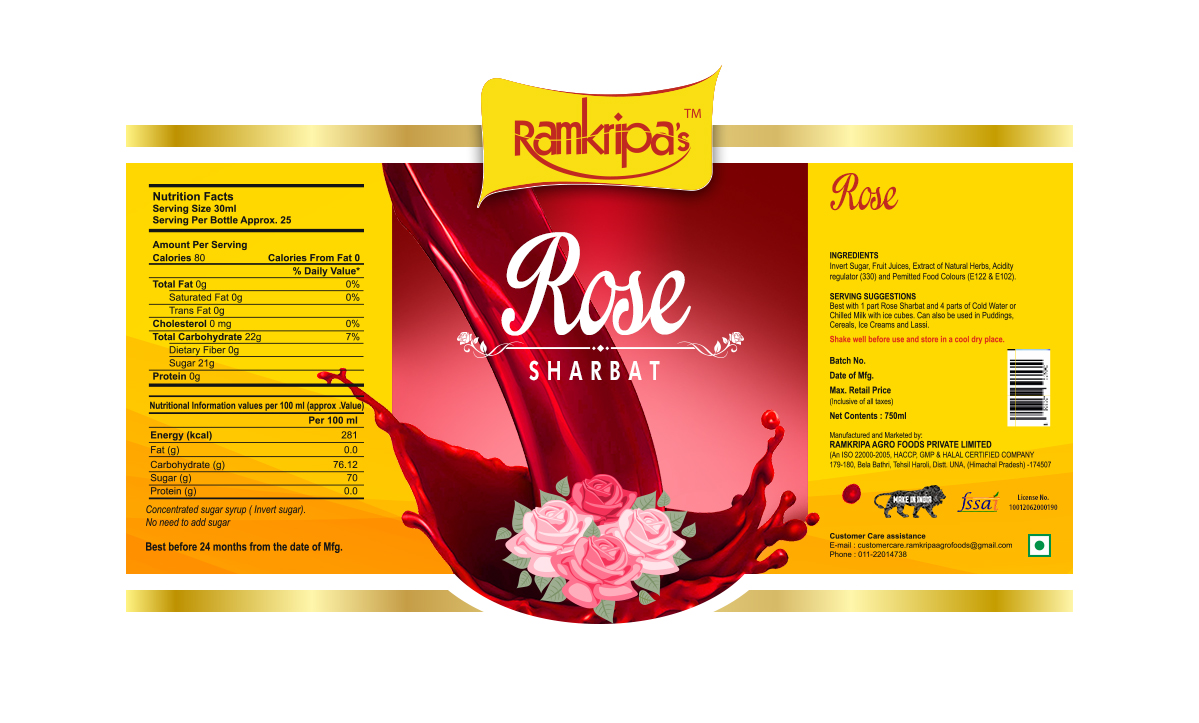 Ramkripa's TM
Nutrition Facts
Serving Size 30ml
Serving Per Bottle Approx. 25
Amount Per Serving
Calories 80 Calories From Fat 0
% Daily Value*
Total Fat 0g 0%
Saturated Fat 0g 0%
Trans Fat 0g
Cholesterol 0 mg 0%
Total Carbohydrate 22g 7%
Dietary Fiber 0g
Sugar 21g
Protein 0g
Nutritional Information values per 100 ml (approx .Value)
Per 100 ml
Energy (kcal) 281
Fat (g) 0.0
Carbohydrate (g) 76.12
Sugar (g) 70
Protein (g) 0.0
Concentrated sugar syrup ( Invert sugar).
No need to add sugar
Best before 24 months from the date of Mfg.
Rose
SHARBAT
Rose
INGREDIENTS
Invert Sugar, Fruit Juices, Extract of Natural Herbs, Acidity
regulator (330) and Pemitted Food Colours (E122 & E102).
SERVING SUGGESTIONS
Best with 1 part Rose Sharbat and 4 parts of Cold Water or
Chilled Milk with ice cubes. Can also be used in Puddings,
Cereals, Ice Creams and Lassi.
Shake well before use and store in a cool dry place.
Batch No.
Date of Mfg.
Max. Retail Price
(Inclusive of all taxes)
Net Contents : 750ml
Manufactured and Marketed by:
RAMKRIPA AGRO FOODS PRIVATE LIMITED
(An ISO 22000-2005, HACCP, GMP & HALAL CERTIFIED COMPANY
179-180, Bela Bathri, Tehsil Haroli, Distt. UNA, (Himachal Pradesh) -174507
MAKE IN INDIA
fssai
License No.
10012062000190
Customer Care assistance
E-mail : customercare.ramkripaagrofoods@gmail.com
Phone : 011-22014738